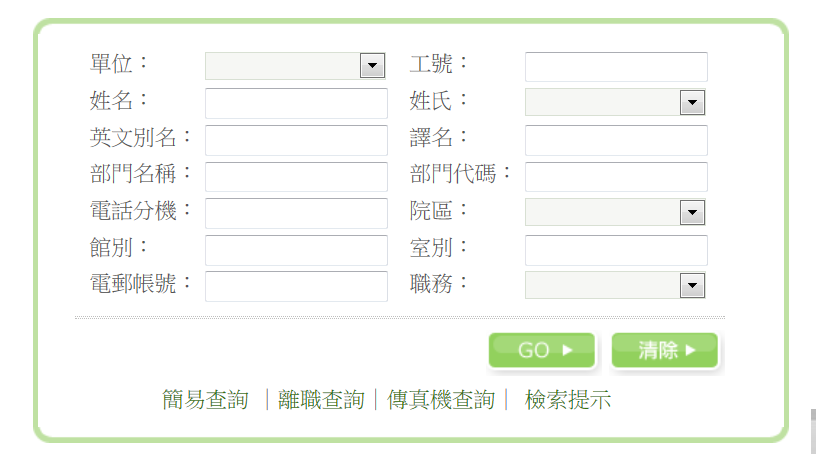 單位： 工號：
姓名： 姓氏：
英文別名： 譯名：
部門名稱： 部門代碼：
電話分機： 院區：
館別： 室別：
電郵帳號： 職務：
GO 清除
簡易查詢 | 離職查詢 | 傳真機查詢 | 檢索提示